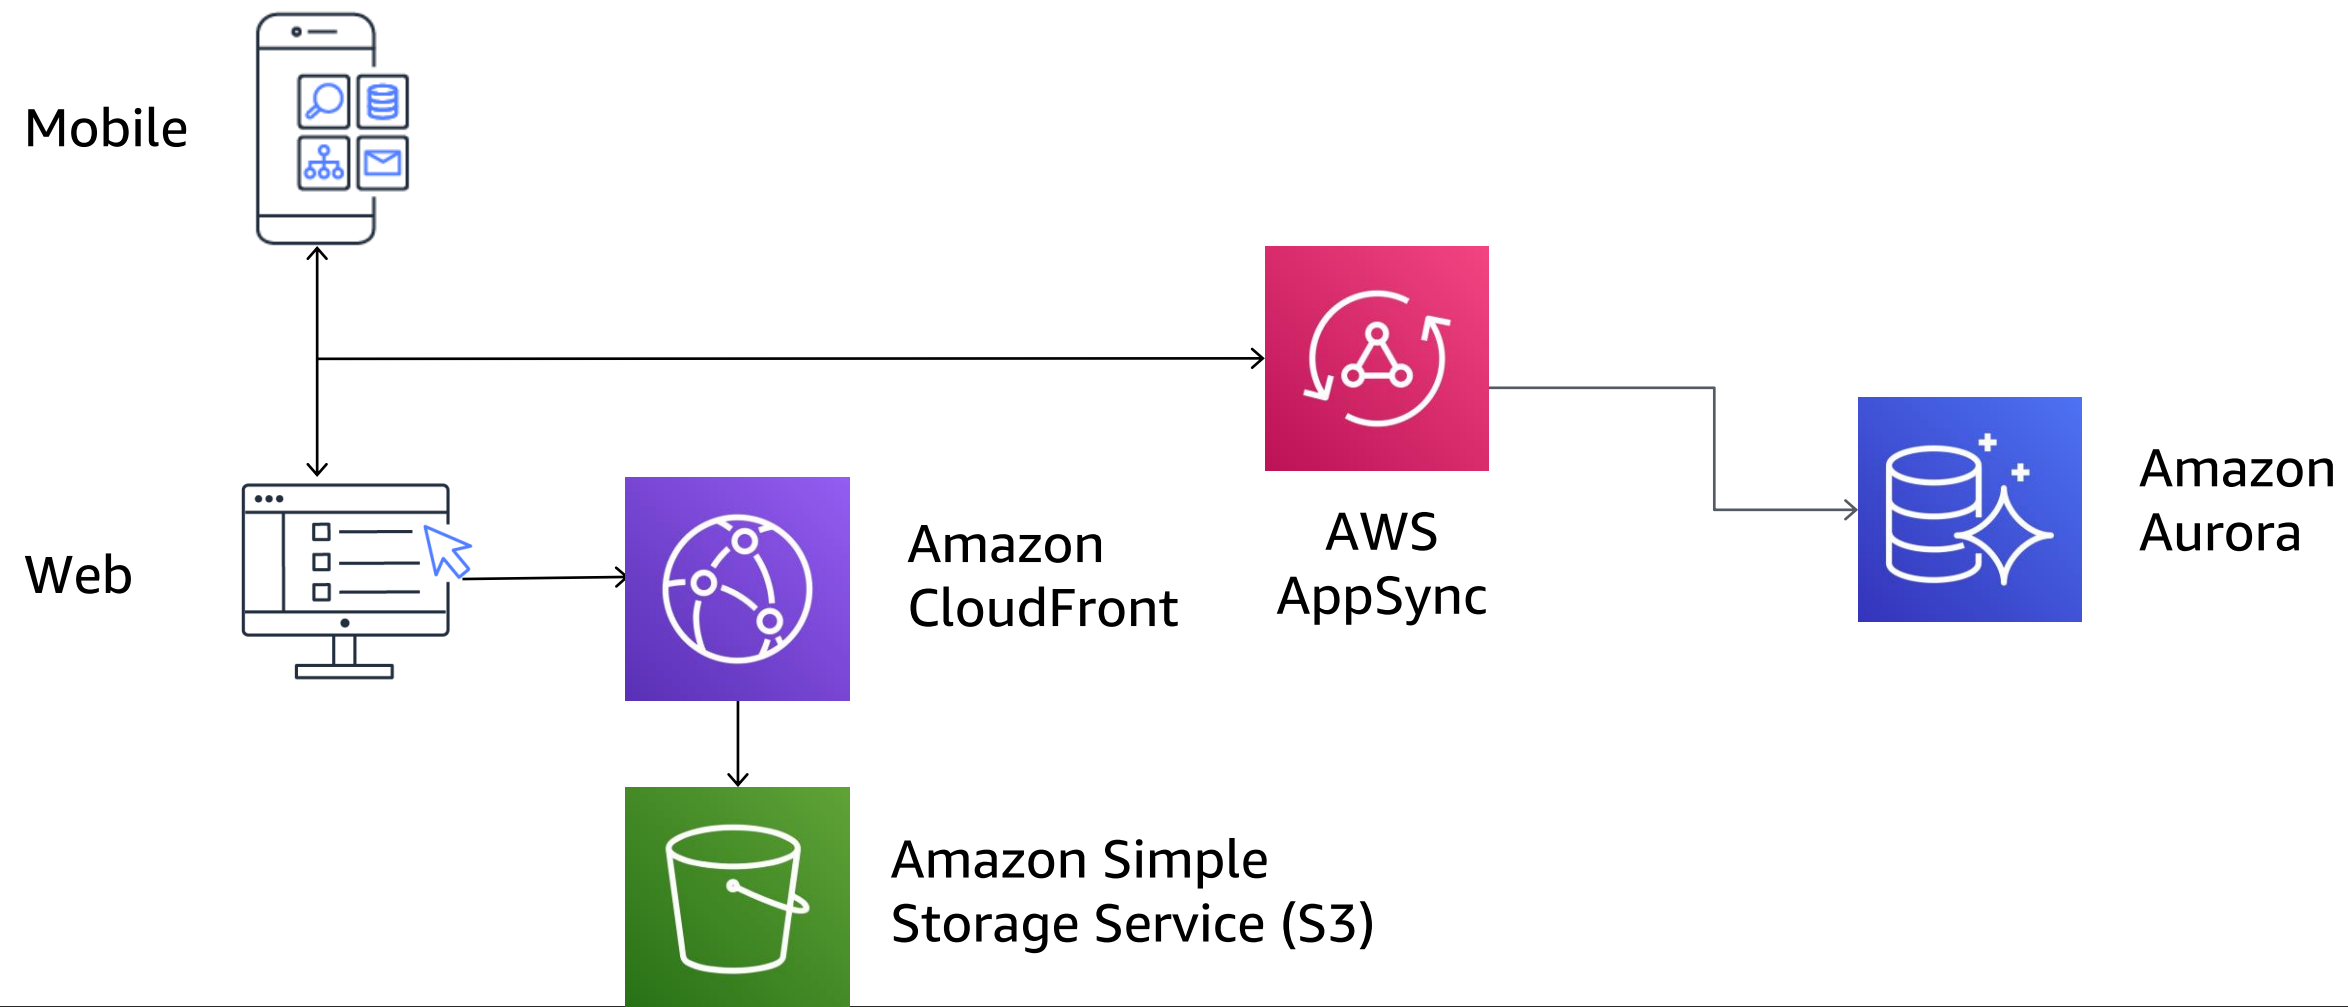 Mobile
Web
Amazon
CloudFront
AWS
AppSync
Amazon
Aurora
Amazon Simple
Storage Service (S3)